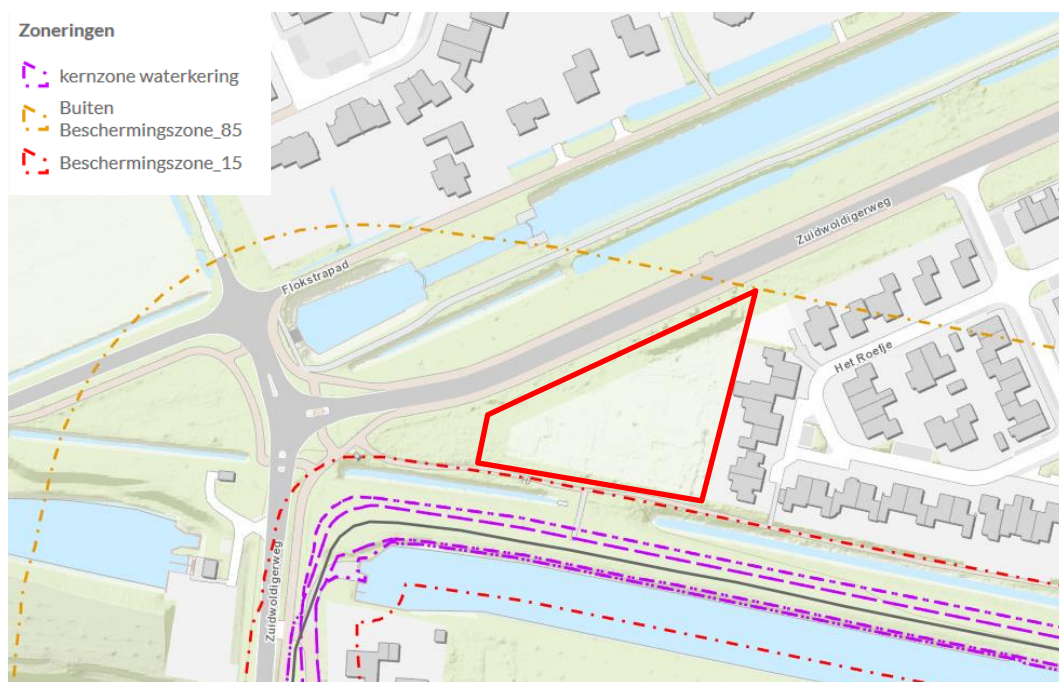 Zoneringen
kernzone waterkering
Buiten
Beschermingszone_85
Beschermingszone_15
Zuidwoldigerweg
Flokstrapad
Het Roefje
Zuidwoldigerweg